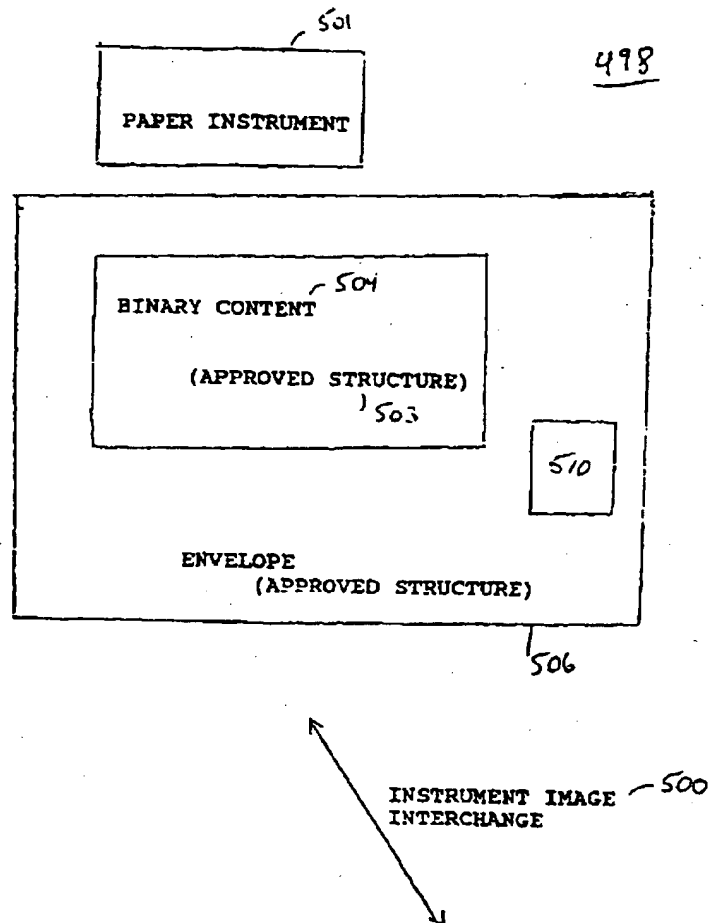 501
498
PAPER INSTRUMENT
504
BINARY CONTENT
(APPROVED STRUCTURE)
503
510
ENVELOPE
(APPROVED STRUCTURE)
506
INSTRUMENT IMAGE 500
INTERCHANGE